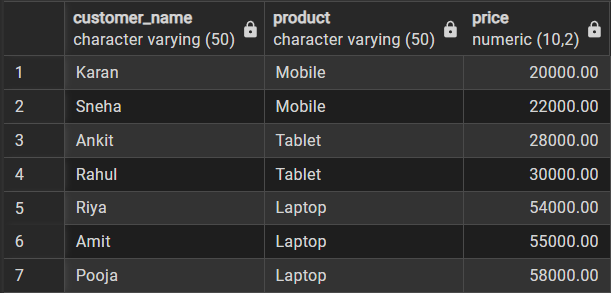 customer_name product price
character varying (50) character varying (50) numeric (10,2)
1 Karan Mobile 20000.00
2 Sneha Mobile 22000.00
3 Ankit Tablet 28000.00
4 Rahul Tablet 30000.00
5 Riya Laptop 54000.00
6 Amit Laptop 55000.00
7 Pooja Laptop 58000.00